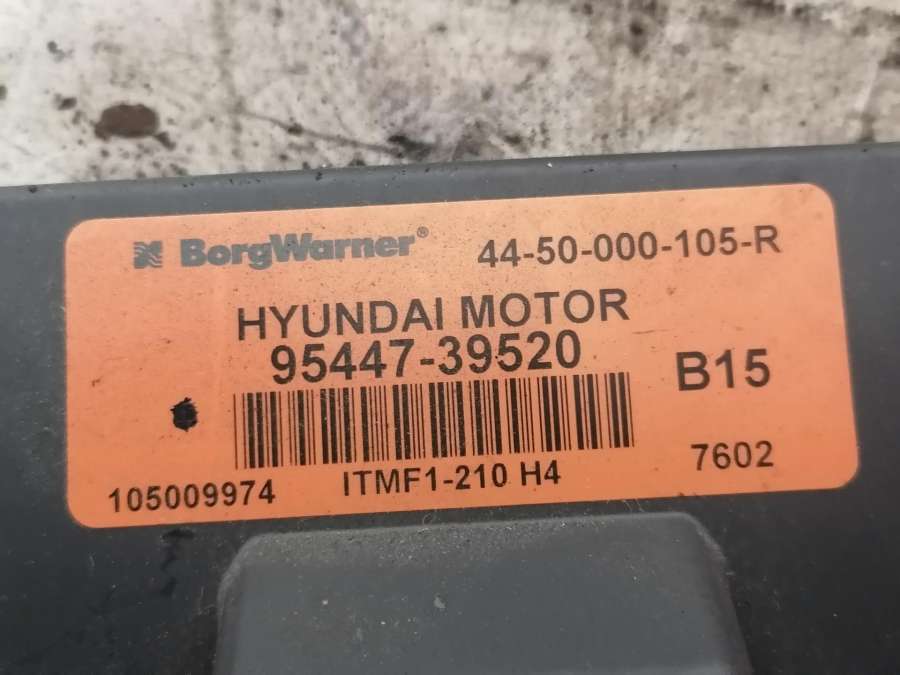 BorgWarner® 44-50-000-105-R
HYUNDAI MOTOR
95447-39520
B15
105009974 ITMF1-210 H4 7602